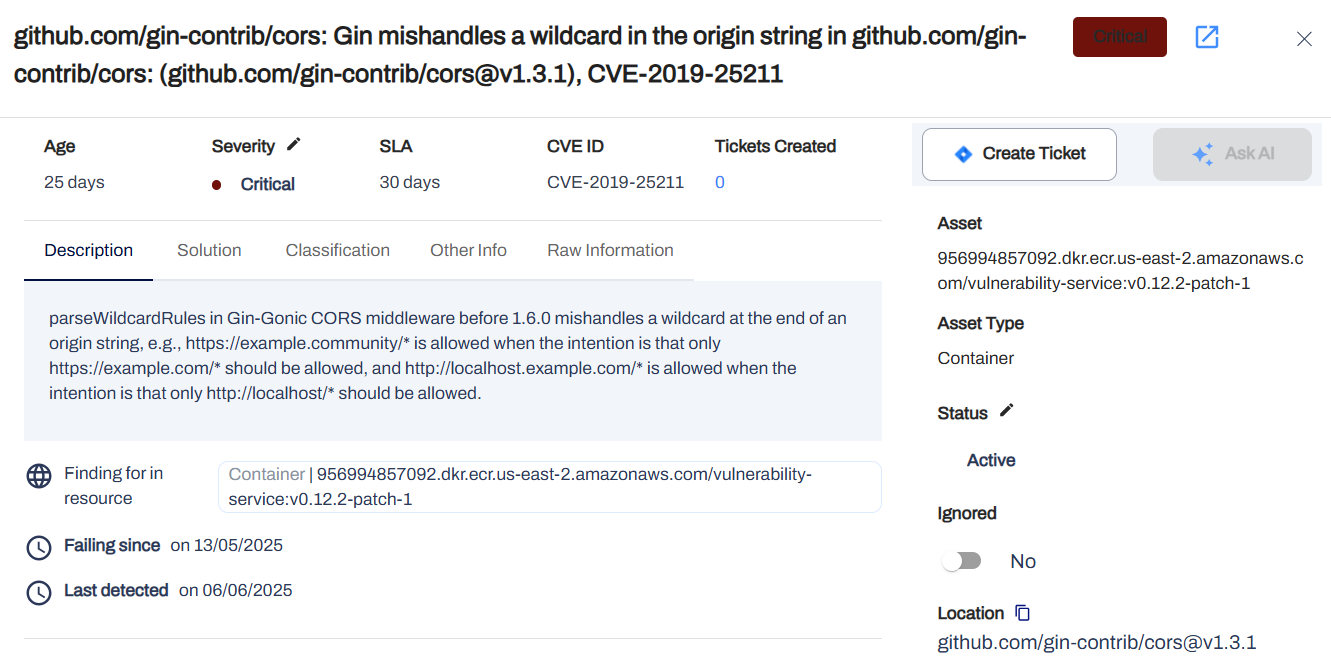 github.com/gin-contrib/cors: Gin mishandles a wildcard in the origin string in github.com/gin-
contrib/cors: (github.com/gin-contrib/cors@v1.3.1), CVE-2019-25211
Critical
Age
Severity
SLA
CVE ID
Tickets Created
25 days
Critical
30 days
CVE-2019-25211
0
Create Ticket
Ask AI
Description
Solution
Classification
Other Info
Raw Information
parseWildcardRules in Gin-Gonic CORS middleware before 1.6.0 mishandles a wildcard at the end of an
origin string, e.g., https://example.community/* is allowed when the intention is that only
https://example.com/* should be allowed, and http://localhost.example.com/* is allowed when the
intention is that only http://localhost/* should be allowed.
Finding for in
resource
Container | 956994857092.dkr.ecr.us-east-2.amazonaws.com/vulnerability-
service:v0.12.2-patch-1
Failing since on 13/05/2025
Last detected on 06/06/2025
Asset
956994857092.dkr.ecr.us-east-2.amazonaws.c
om/vulnerability-service:v0.12.2-patch-1
Asset Type
Container
Status
Active
Ignored
No
Location
github.com/gin-contrib/cors@v1.3.1